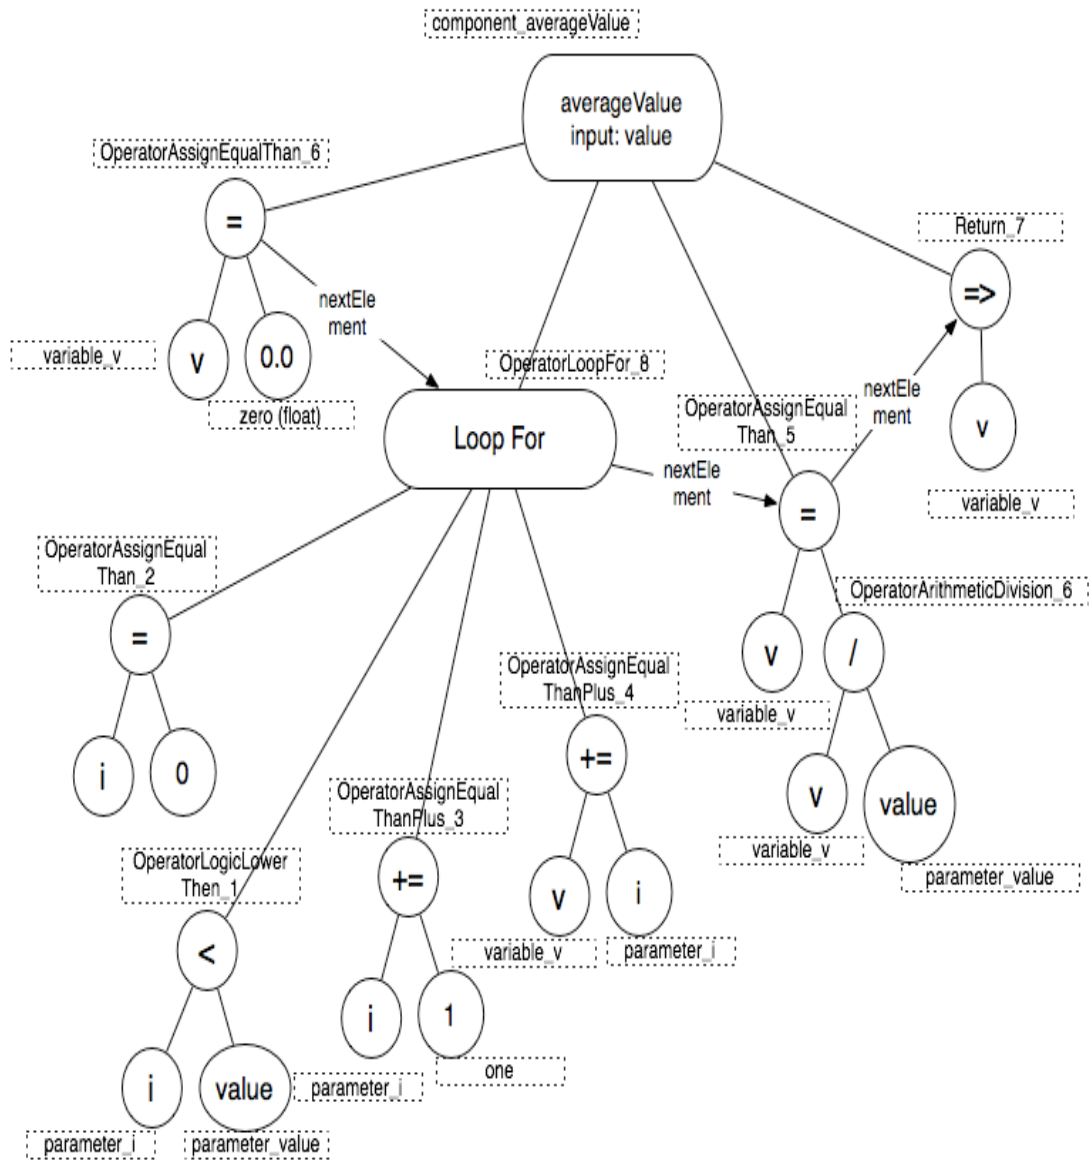 component_averageValue
averageValue
input: value
OperatorAssignEqualThan_6
=
Return_7
=>
nextEle
ment
variable_v
v
0.0
zero (float)
OperatorLoopFor_8
Loop For
OperatorAssignEqual
Than_5
nextEle
ment
v
variable_v
nextEle
ment
=
OperatorAssignEqual
Than_2
=
i
0
OperatorArithmeticDivision_6
v
/
variable_v
v
value
variable_v
parameter_value
OperatorAssignEqual
ThanPlus_4
+=
v
i
variable_v
parameter_i
OperatorAssignEqual
ThanPlus_3
+=
i
1
parameter_i
one
OperatorLogicLower
Then_1
<
i
value
parameter_i
parameter_value